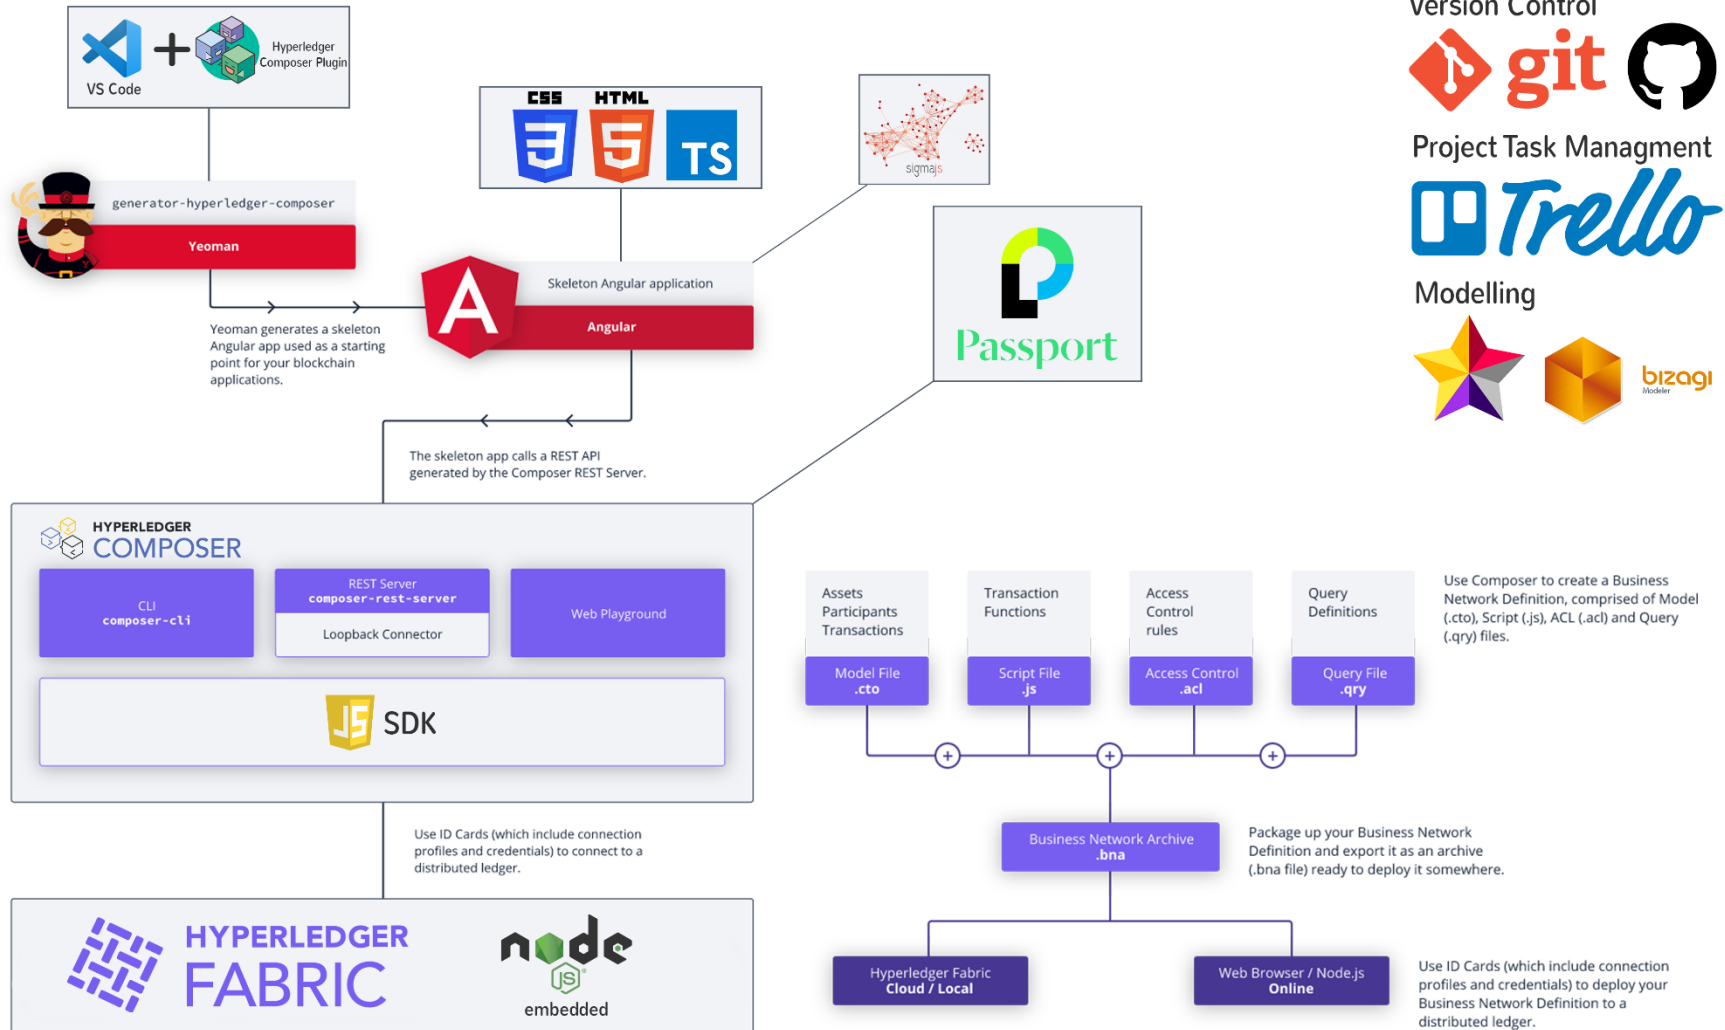 VS Code
+
Hyperledger
Composer Plugin
generator-hyperledger-composer
Yeoman
Yeoman generates a skeleton
Angular app used as a starting
point for your blockchain
applications.
CSS HTML
3 5 TS
sigmajs
A
Skeleton Angular application
Angular
Passport
The skeleton app calls a REST API
generated by the Composer REST Server.
HYPERLEDGER
COMPOSER
CLI
composer-cli
REST Server
composer-rest-server
Loopback Connector
Web Playground
JS SDK
Use ID Cards (which include connection
profiles and credentials) to connect to a
distributed ledger.
HYPERLEDGER
FABRIC
node
JS
embedded
Version Control
git
Project Task Managment
Trello
Modelling
bizagi
Modeler
Assets
Participants
Transactions
Model File
.cto
Transaction
Functions
Script File
.js
Access
Control
rules
Access Control
.acl
Query
Definitions
Query File
.qry
Use Composer to create a Business
Network Definition, comprised of Model
(.cto), Script (.js), ACL (.acl) and Query
(.qry) files.
+ + +
Business Network Archive
.bna
Package up your Business Network
Definition and export it as an archive
(.bna file) ready to deploy it somewhere.
Hyperledger Fabric
Cloud / Local
Web Browser / Node.js
Online
Use ID Cards (which include connection
profiles and credentials) to deploy your
Business Network Definition to a
distributed ledger.